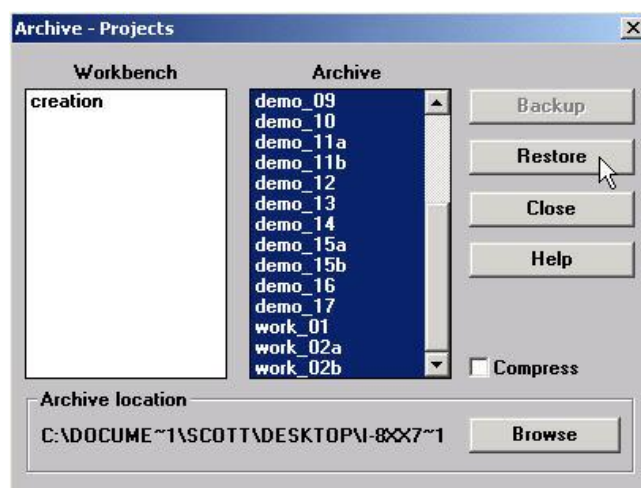 Archive - Projects
Workbench
creation
Archive
demo_09
demo_10
demo_11a
demo_11b
demo_12
demo_13
demo_14
demo_15a
demo_15b
demo_16
demo_17
work_01
work_02a
work_02b
Backup
Restore
Close
Help
Compress
Archive location
C:\DOCUME~1\SCOTT\DESKTOP\I-8XX7~1
Browse